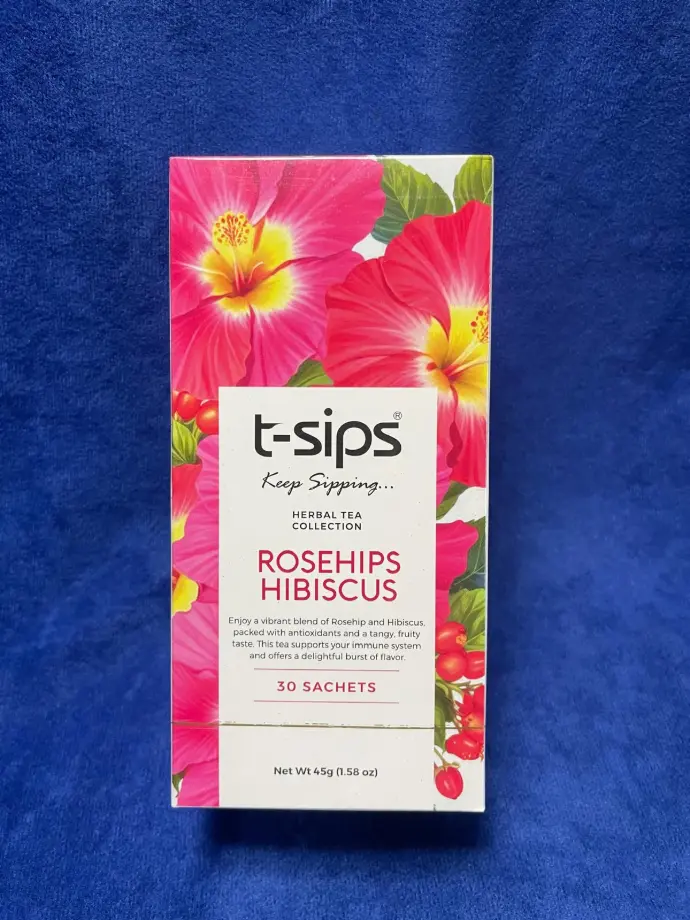 t-sips®
Keep Sipping...
HERBAL TEA
COLLECTION
ROSEHIPS
HIBISCUS
Enjoy a vibrant blend of Rosehip and Hibiscus,
packed with antioxidants and a tangy, fruity
taste. This tea supports your immune system
and offers a delightful burst of flavor.
30 SACHETS
Net Wt 45g (1.58 oz)